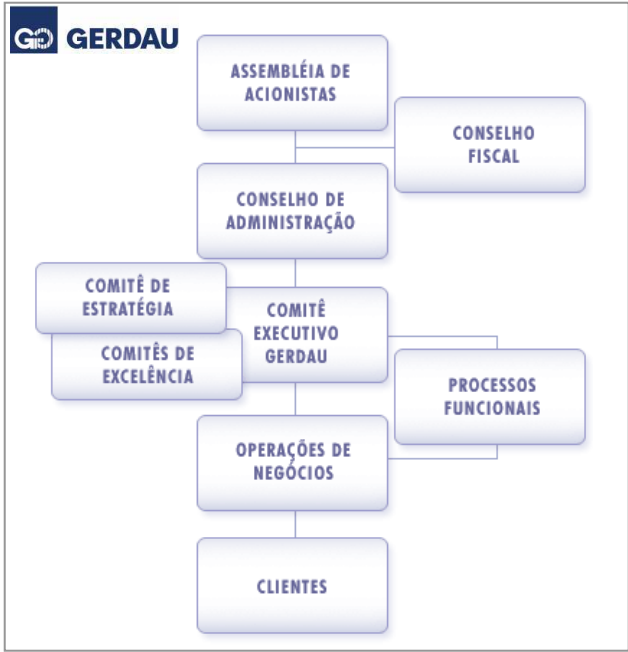 GERDAU
ASSEMBLÉIA DE
ACIONISTAS
CONSELHO
FISCAL
CONSELHO DE
ADMINISTRAÇÃO
COMITÊ DE
ESTRATÉGIA
COMITÊ
EXECUTIVO
GERDAU
COMITÊS DE
EXCELÊNCIA
PROCESSOS
FUNCIONAIS
OPERAÇÕES DE
NEGÓCIOS
CLIENTES